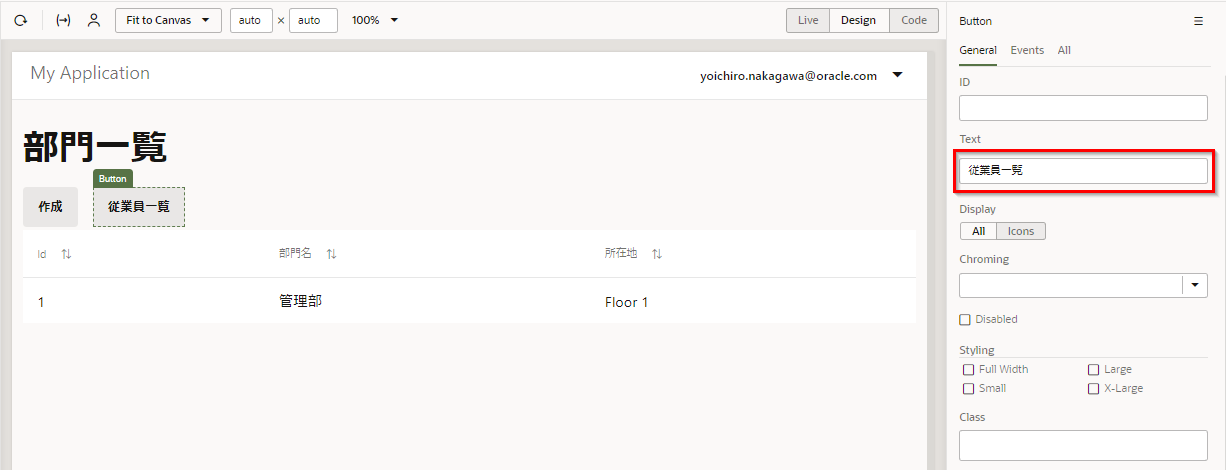 Fit to Canvas auto × auto 100% Live Design Code
My Application
yoichiro.nakagawa@oracle.com
部門一覧
Button
作成 従業員一覧
Id 部門名 所在地
1 管理部 Floor 1
Button
General Events All
ID
Text
従業員一覧
Display
All Icons
Chroming
Disabled
Styling
Full Width Large
Small X-Large
Class